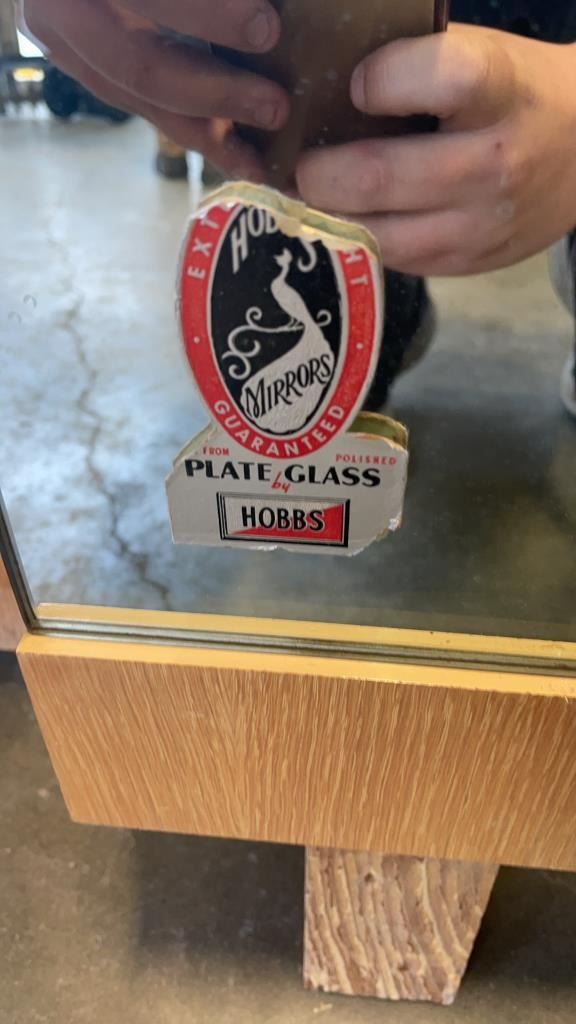 HOBBS
MIRRORS
GUARANTEED
FROM POLISHED
PLATE GLASS
by
HOBBS